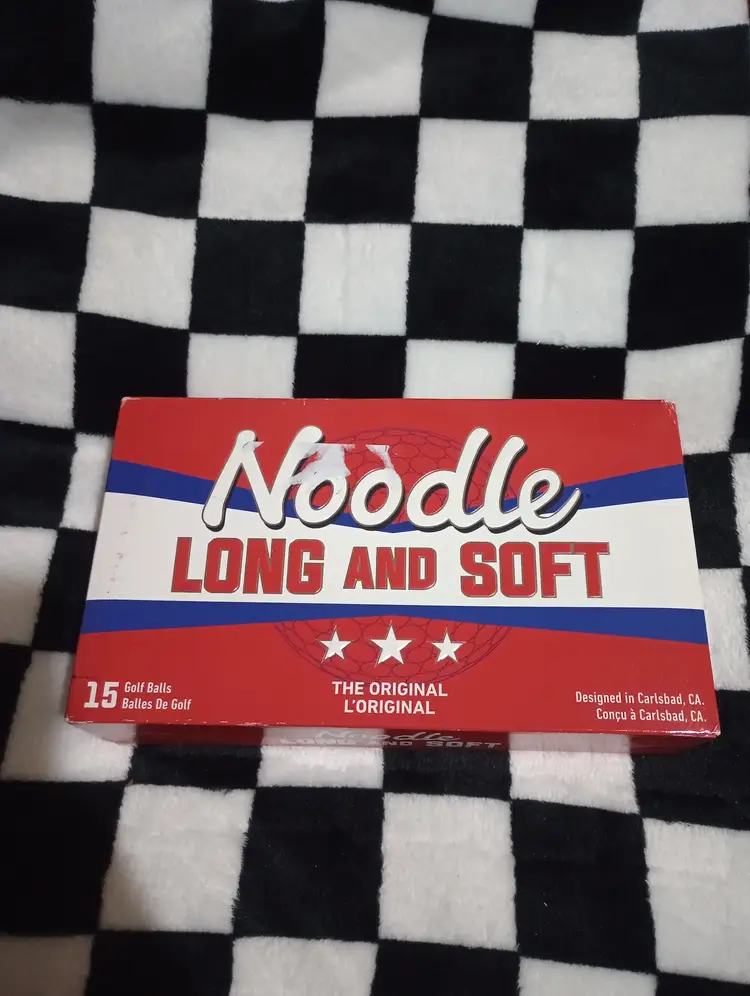 Noodle
LONG AND SOFT
THE ORIGINAL
L'ORIGINAL
15 Golf Balls
Balles De Golf
Designed in Carlsbad, CA.
Conçu à Carlsbad, CA.
Noodle
LONG AND SOFT